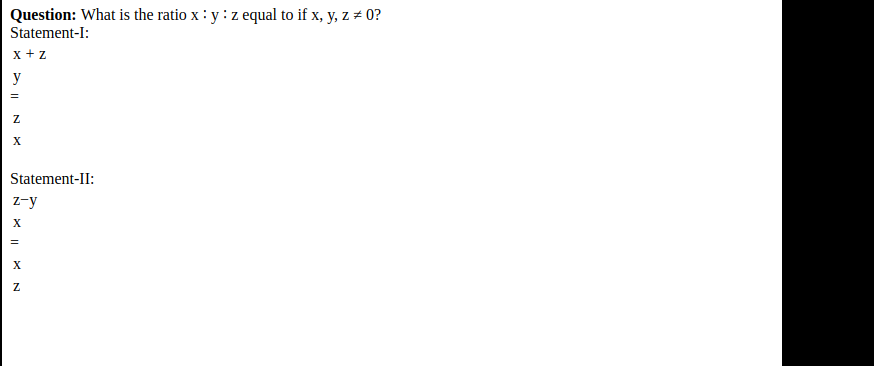 Question: What is the ratio x : y : z equal to if x, y, z ≠ 0?
Statement-I:
x + z
y
=
z
x
Statement-II:
z−y
x
=
x
z